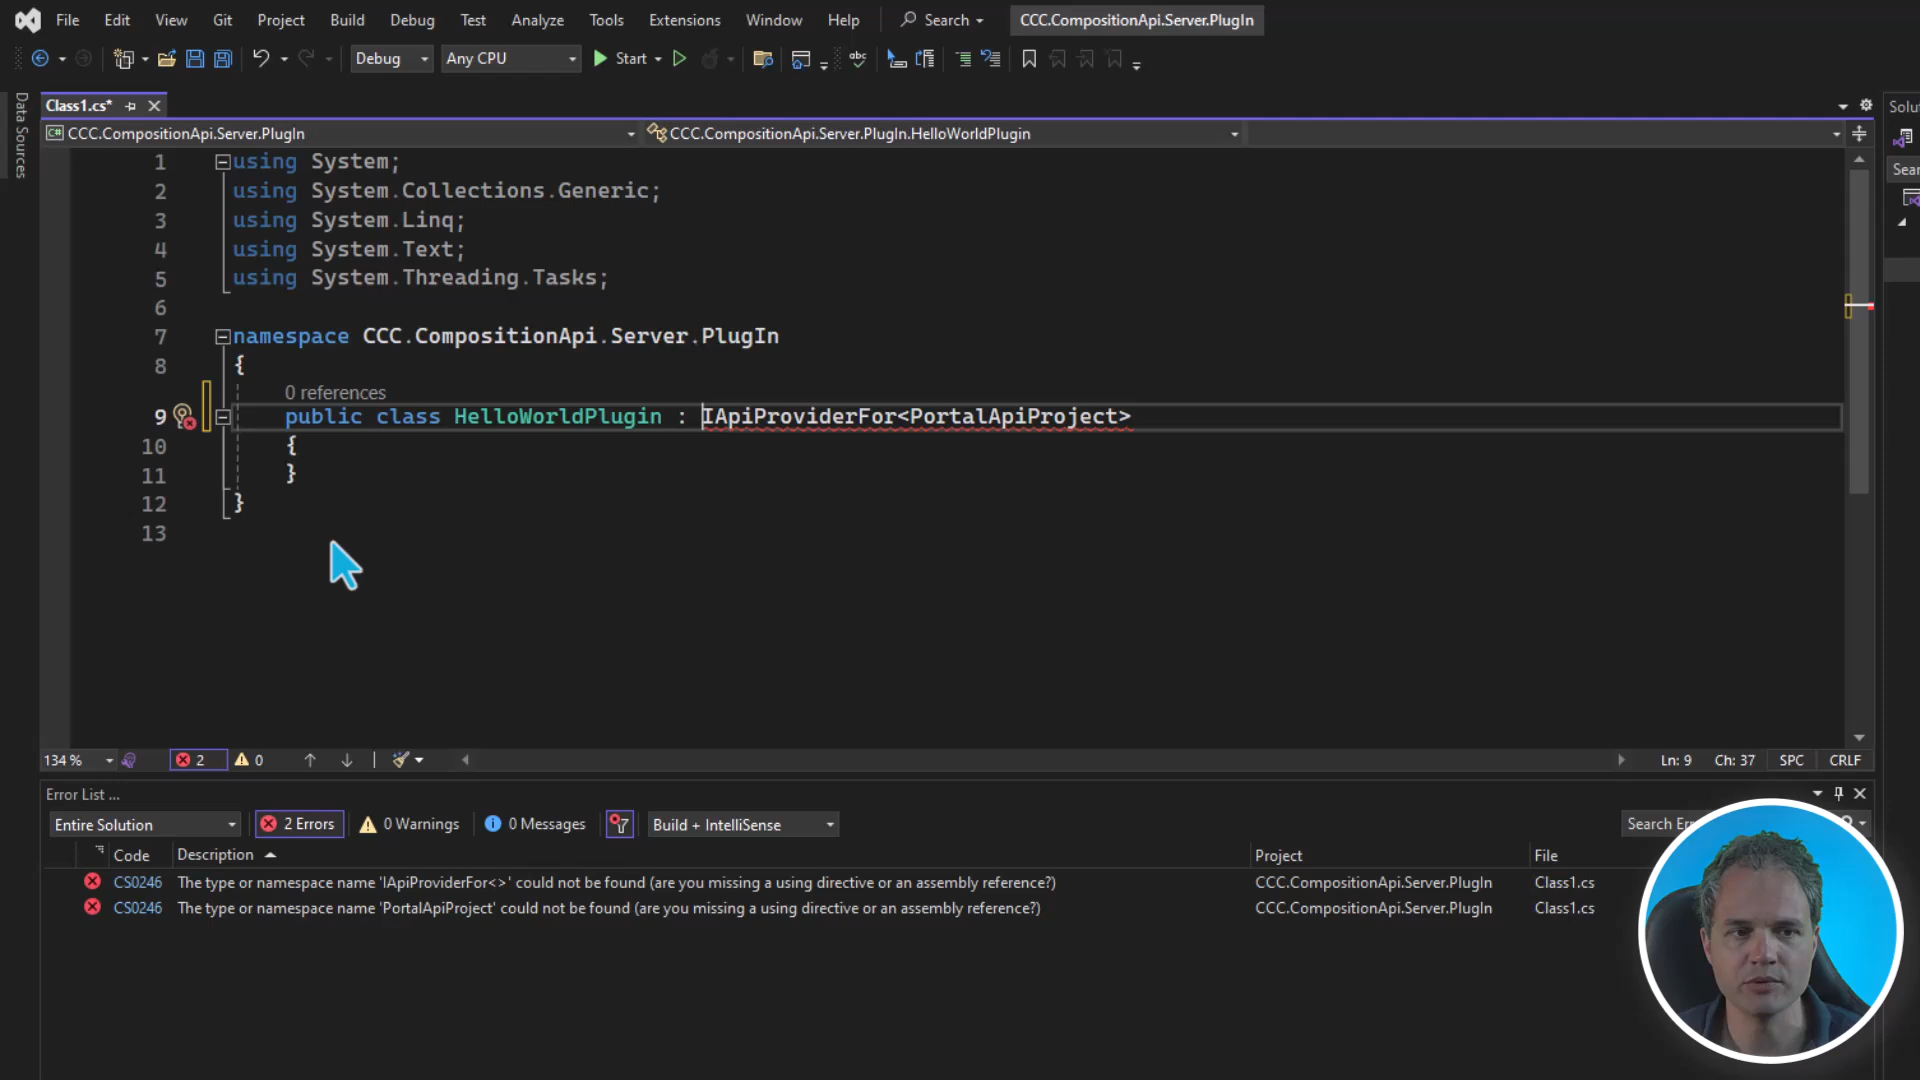 File Edit View Git Project Build Debug Test Analyze Tools Extensions Window Help Search CCC.CompositionApi.Server.PlugIn
Debug Any CPU Start
Data Sources
Class1.cs*
Solu
CCC.CompositionApi.Server.PlugIn CCC.CompositionApi.Server.PlugIn.HelloWorldPlugin
Sear
1 using System;
2 using System.Collections.Generic;
3 using System.Linq;
4 using System.Text;
5 using System.Threading.Tasks;
6
7 namespace CCC.CompositionApi.Server.PlugIn
8 {
0 references
9 public class HelloWorldPlugin : IApiProviderFor<PortalApiProject>
10 {
11 }
12 }
13
134 % 2 0 Ln: 9 Ch: 37 SPC CRLF
Error List ...
Entire Solution 2 Errors 0 Warnings 0 Messages Build + IntelliSense Search Er
Code Description Project File
CS0246 The type or namespace name 'IApiProviderFor<>' could not be found (are you missing a using directive or an assembly reference?) CCC.CompositionApi.Server.PlugIn Class1.cs
CS0246 The type or namespace name 'PortalApiProject' could not be found (are you missing a using directive or an assembly reference?) CCC.CompositionApi.Server.PlugIn Class1.cs